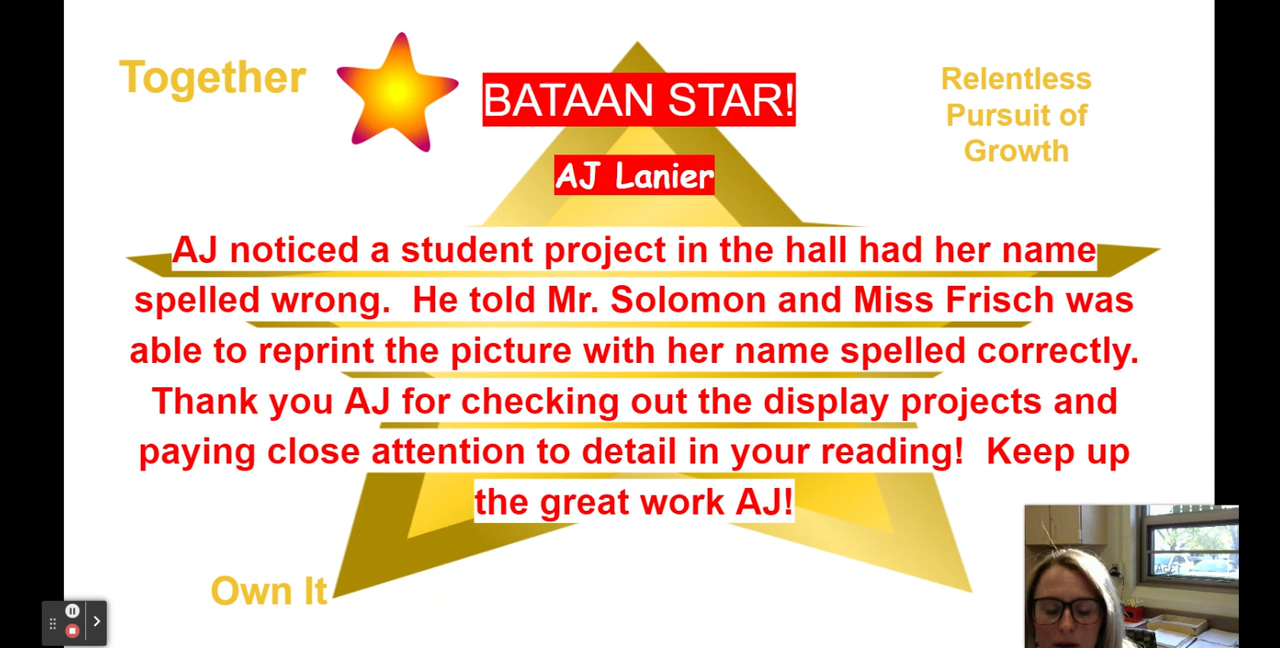 Together
BATAAN STAR!
Relentless
Pursuit of
Growth
AJ Lanier
AJ noticed a student project in the hall had her name
spelled wrong.  He told Mr. Solomon and Miss Frisch was
able to reprint the picture with her name spelled correctly.
Thank you AJ for checking out the display projects and
paying close attention to detail in your reading!  Keep up
the great work AJ!
Own It